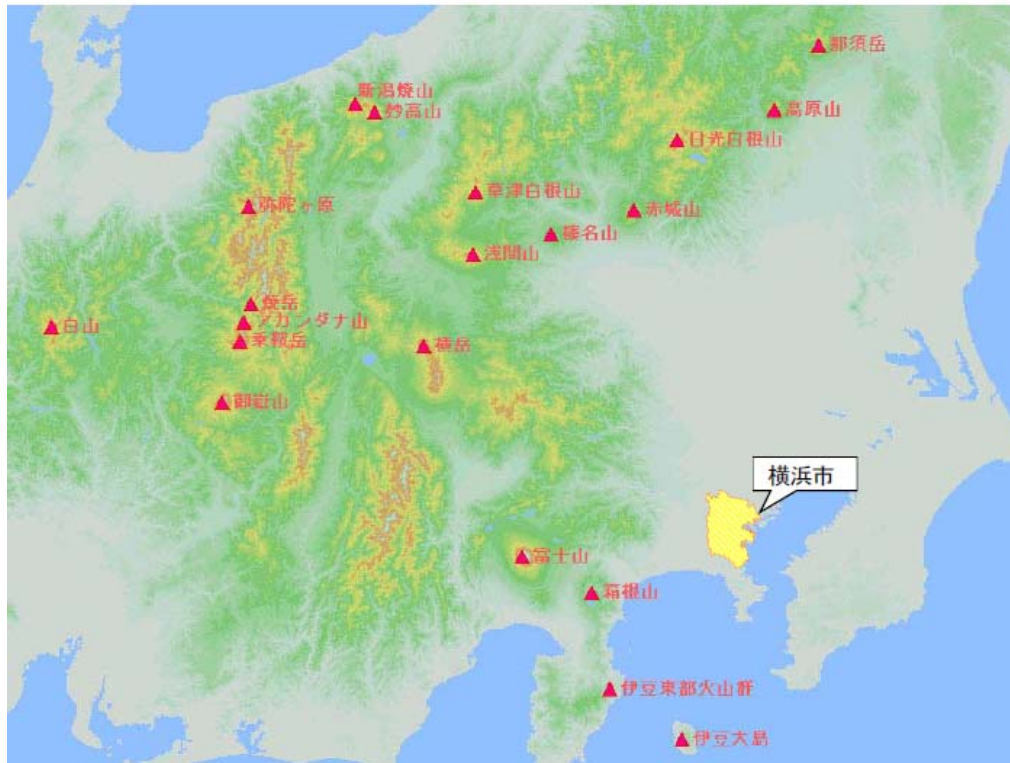 那須岳
新潟焼山
妙高山
高原山
日光白根山
草津白根山
弥陀ヶ原
赤城山
榛名山
浅間山
焼岳
アカンダナ山
白山
乗鞍岳
横岳
御嶽山
横浜市
富士山
箱根山
伊豆東部火山群
伊豆大島